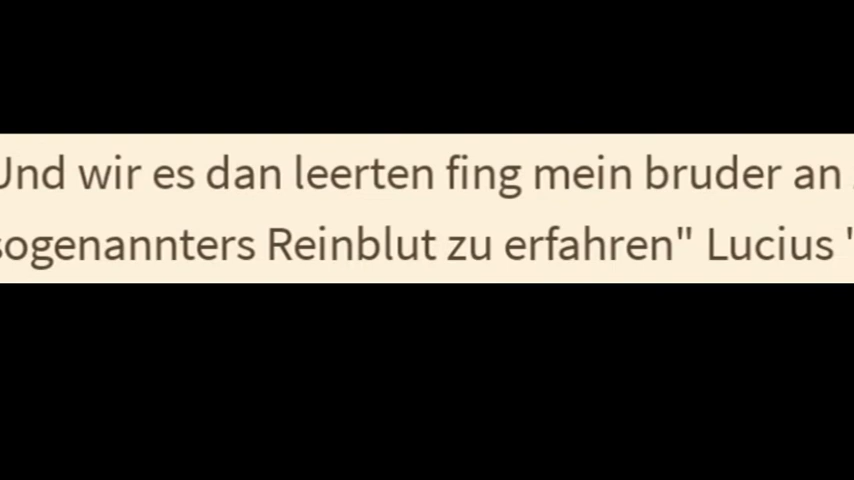 Und wir es dan leerten fing mein bruder an
sogenannters Reinblut zu erfahren" Lucius "